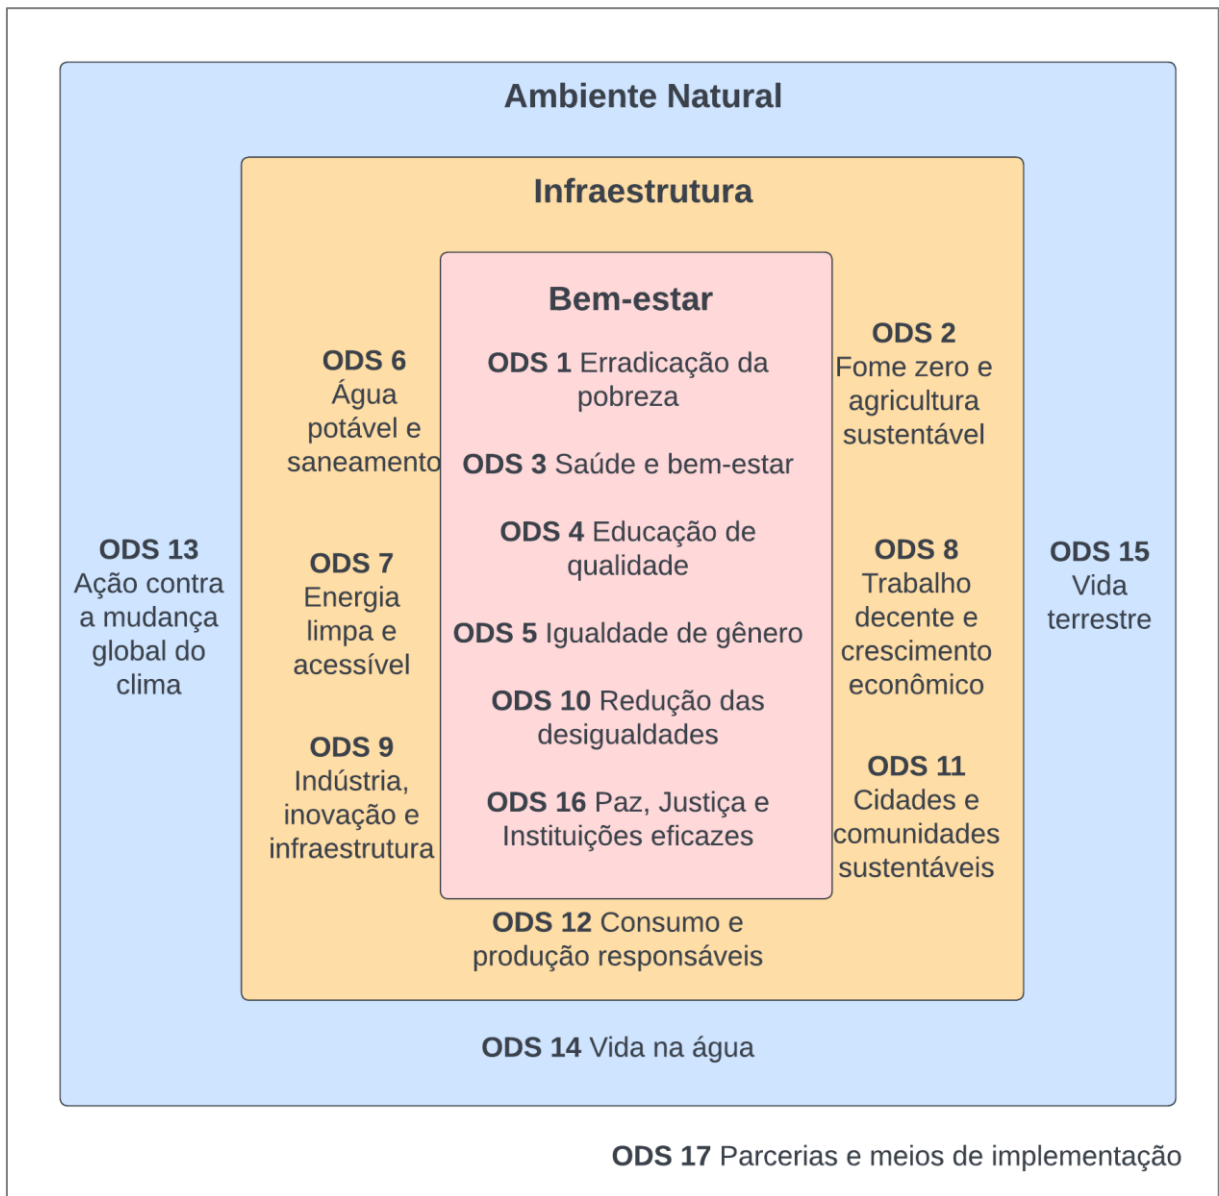 Ambiente Natural
Infraestrutura
Bem-estar
ODS 1 Erradicação da
pobreza
ODS 3 Saúde e bem-estar
ODS 4 Educação de
qualidade
ODS 5 Igualdade de gênero
ODS 10 Redução das
desigualdades
ODS 16 Paz, Justiça e
Instituições eficazes
ODS 6
Água
potável e
saneamento
ODS 7
Energia
limpa e
acessível
ODS 9
Indústria,
inovação e
infraestrutura
ODS 2
Fome zero e
agricultura
sustentável
ODS 8
Trabalho
decente e
crescimento
econômico
ODS 11
Cidades e
comunidades
sustentáveis
ODS 12 Consumo e
produção responsáveis
ODS 13
Ação contra
a mudança
global do
clima
ODS 15
Vida
terrestre
ODS 14 Vida na água
ODS 17 Parcerias e meios de implementação